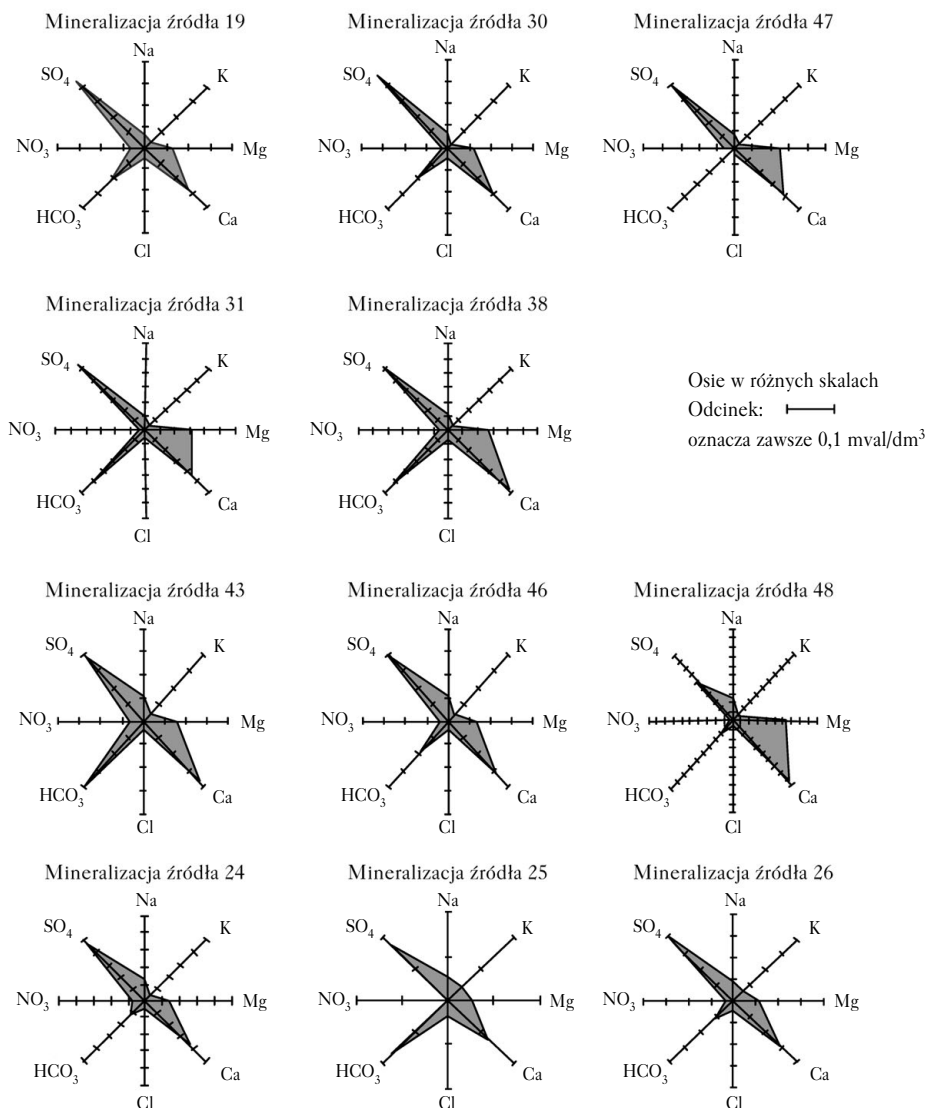 Mineralizacja źródła 19
Na
SO4
K
NO3
Mg
HCO3
Ca
Cl
Mineralizacja źródła 30
Na
SO4
K
NO3
Mg
HCO3
Ca
Cl
Mineralizacja źródła 47
Na
SO4
K
NO3
Mg
HCO3
Ca
Cl
Mineralizacja źródła 31
Na
SO4
K
NO3
Mg
HCO3
Ca
Cl
Mineralizacja źródła 38
Na
SO4
K
NO3
Mg
HCO3
Ca
Cl
Osie w różnych skalach
Odcinek:
oznacza zawsze 0,1 mval/dm³
Mineralizacja źródła 43
Na
SO4
K
NO3
Mg
HCO3
Ca
Cl
Mineralizacja źródła 46
Na
SO4
K
NO3
Mg
HCO3
Ca
Cl
Mineralizacja źródła 48
Na
SO4
K
NO3
Mg
HCO3
Ca
Cl
Mineralizacja źródła 24
Na
SO4
K
NO3
Mg
HCO3
Ca
Cl
Mineralizacja źródła 25
Na
SO4
K
NO3
Mg
HCO3
Ca
Cl
Mineralizacja źródła 26
Na
SO4
K
NO3
Mg
HCO3
Ca
Cl